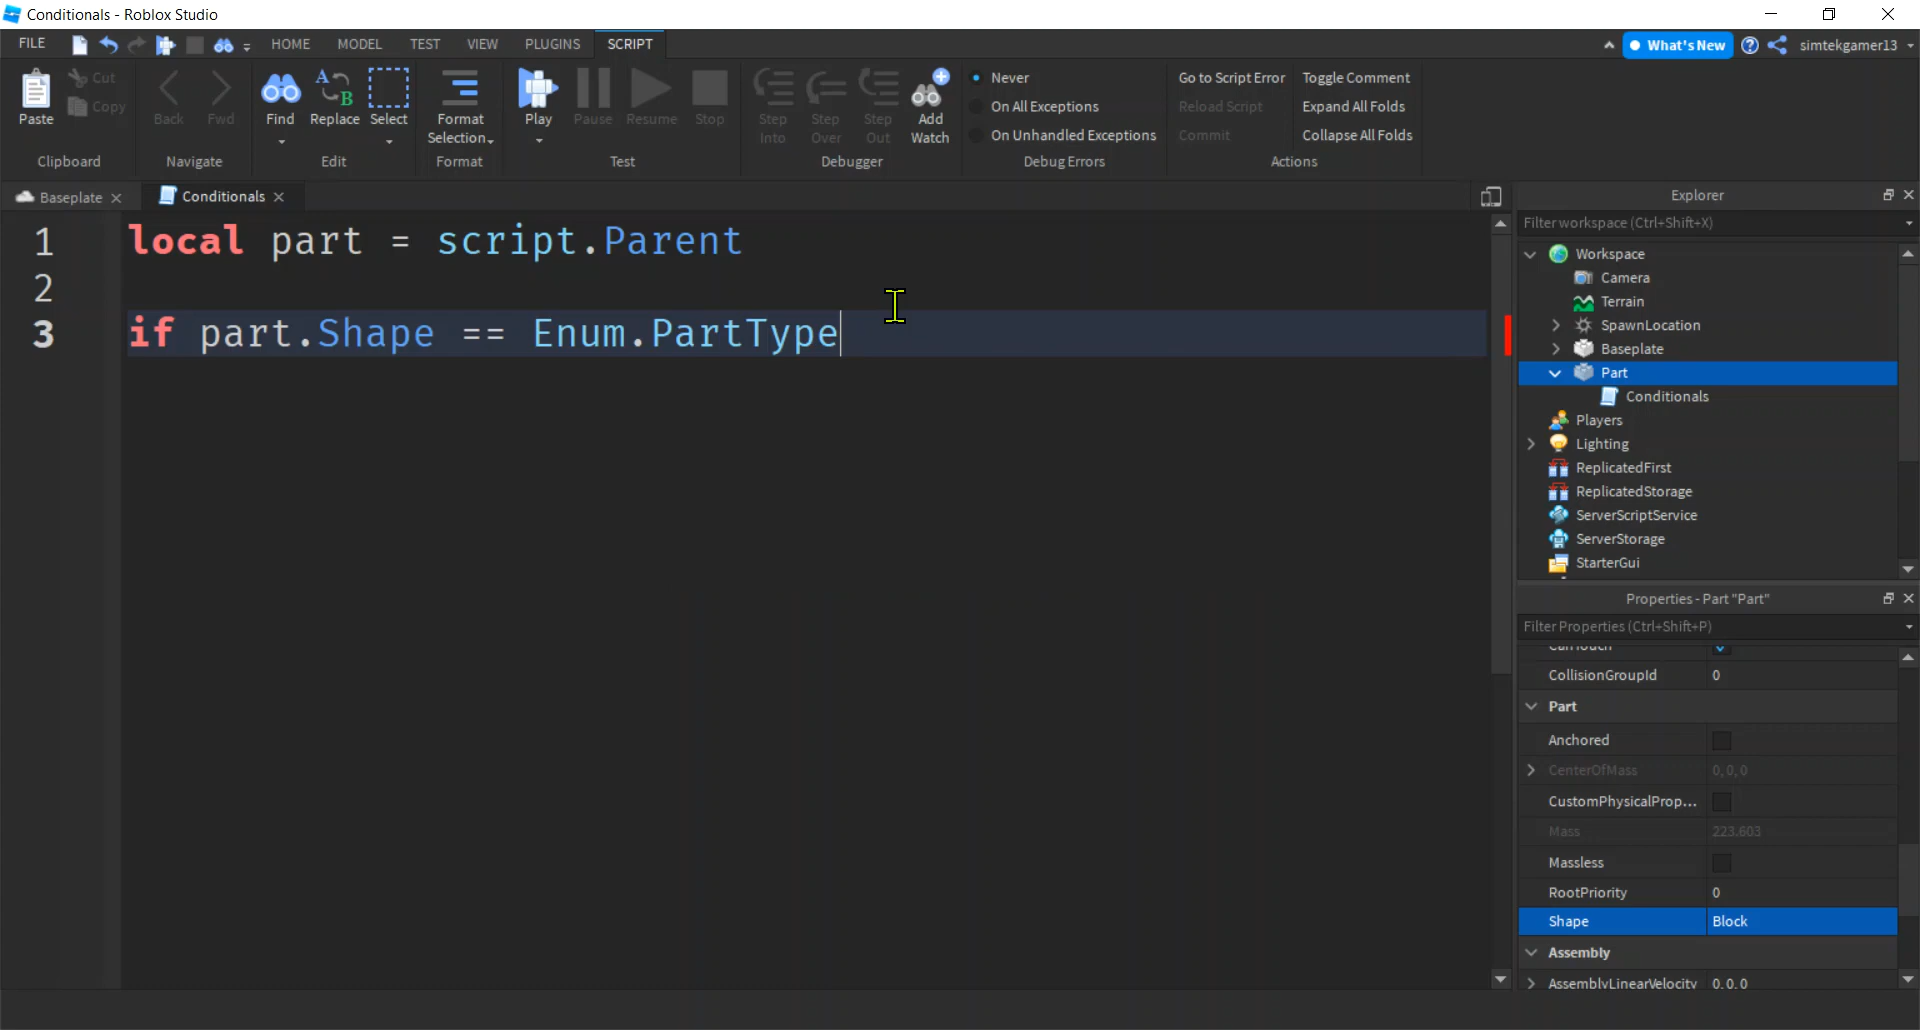 Conditionals - Roblox Studio
FILE HOME MODEL TEST VIEW PLUGINS SCRIPT What's New simtekgamer13
Paste Cut Copy
Clipboard
Back Fwd
Navigate
Find Replace Select
Edit
Format Selection
Format
Play Pause Resume Stop
Test
Step Into Step Over Step Out Add Watch
Debugger
Never
On All Exceptions
On Unhandled Exceptions
Debug Errors
Go to Script Error Toggle Comment
Reload Script Expand All Folds
Commit Collapse All Folds
Actions
Baseplate Conditionals
1 local part = script.Parent
2
3 if part.Shape == Enum.PartType
Explorer
Filter workspace (Ctrl+Shift+X)
Workspace
Camera
Terrain
SpawnLocation
Baseplate
Part
Conditionals
Players
Lighting
ReplicatedFirst
ReplicatedStorage
ServerScriptService
ServerStorage
StarterGui
Properties - Part "Part"
Filter Properties (Ctrl+Shift+P)
CanTouch
CollisionGroupId 0
Part
Anchored
CenterOfMass 0, 0, 0
CustomPhysicalProp...
Mass 223.603
Massless
RootPriority 0
Shape Block
Assembly
AssemblyLinearVelocity 0, 0, 0